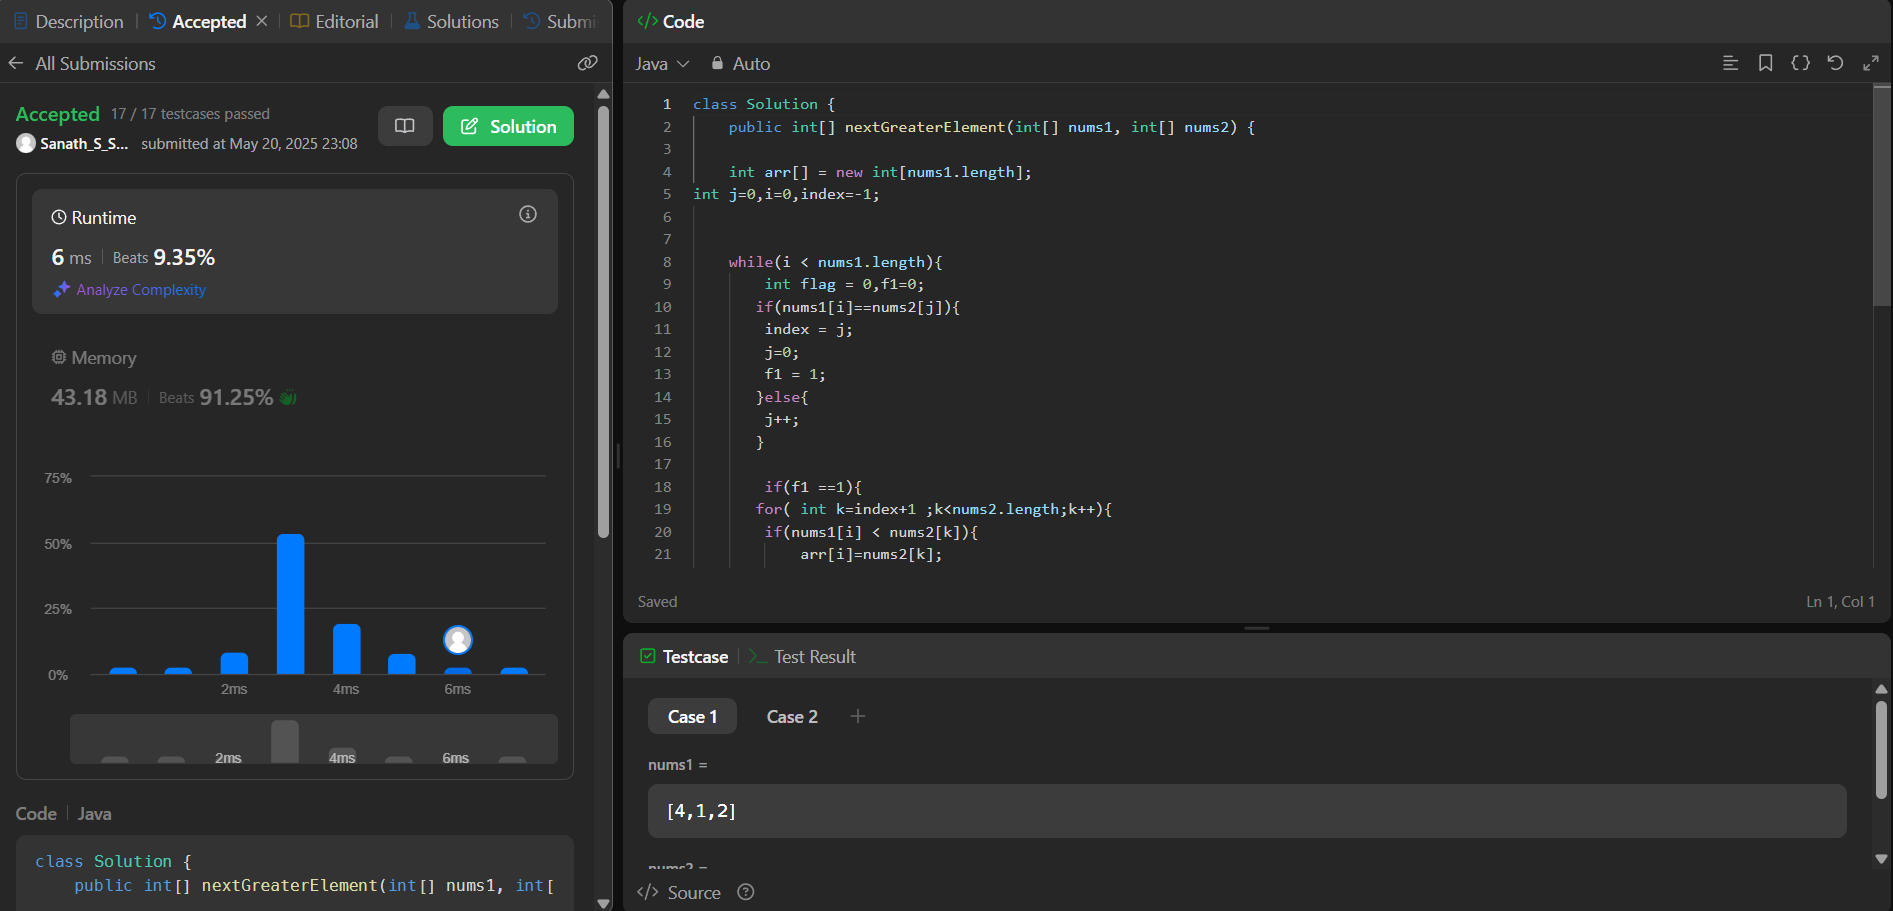 Description | Accepted × | Editorial | Solutions | Submi
All Submissions
Accepted 17 / 17 testcases passed
Sanath_S_S... submitted at May 20, 2025 23:08
Solution
Runtime
6 ms | Beats 9.35%
Analyze Complexity
Memory
43.18 MB | Beats 91.25%
75%
50%
25%
0%
2ms 4ms 6ms
2ms 4ms 6ms
Code | Java
class Solution {
public int[] nextGreaterElement(int[] nums1, int[
</> Code
Java Auto
1 class Solution {
2 public int[] nextGreaterElement(int[] nums1, int[] nums2) {
3
4 int arr[] = new int[nums1.length];
5 int j=0,i=0,index=-1;
6
7
8 while(i < nums1.length){
9 int flag = 0,f1=0;
10 if(nums1[i]==nums2[j]){
11 index = j;
12 j=0;
13 f1 = 1;
14 }else{
15 j++;
16 }
17
18 if(f1 ==1){
19 for( int k=index+1 ;k<nums2.length;k++){
20 if(nums1[i] < nums2[k]){
21 arr[i]=nums2[k];
Saved
Ln 1, Col 1
Testcase | >_ Test Result
Case 1 Case 2 +
nums1 =
[4,1,2]
nums2 =
</> Source ?